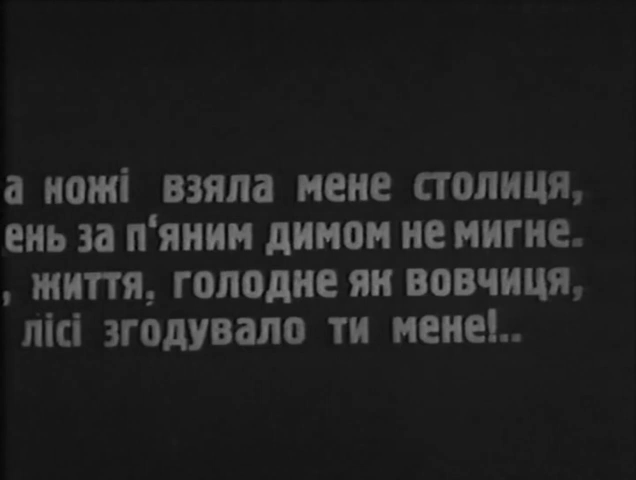 а ножі взяла мене столиця,
ень за п‘яним димом не мигне.
, життя, голодне як вовчиця,
лісі згодувало ти мене!..